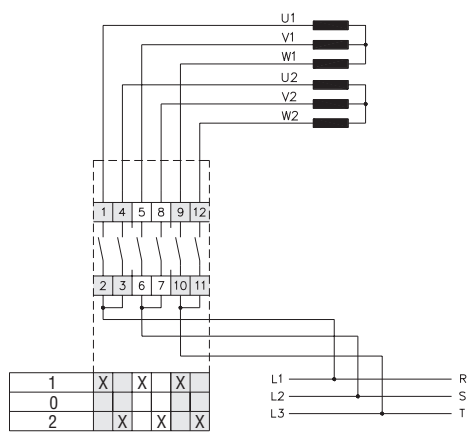 U1
V1
W1
U2
V2
W2
1 4 5 8 9 12
2 3 6 7 10 11
1 X X X
0
2 X X X
L1 R
L2 S
L3 T